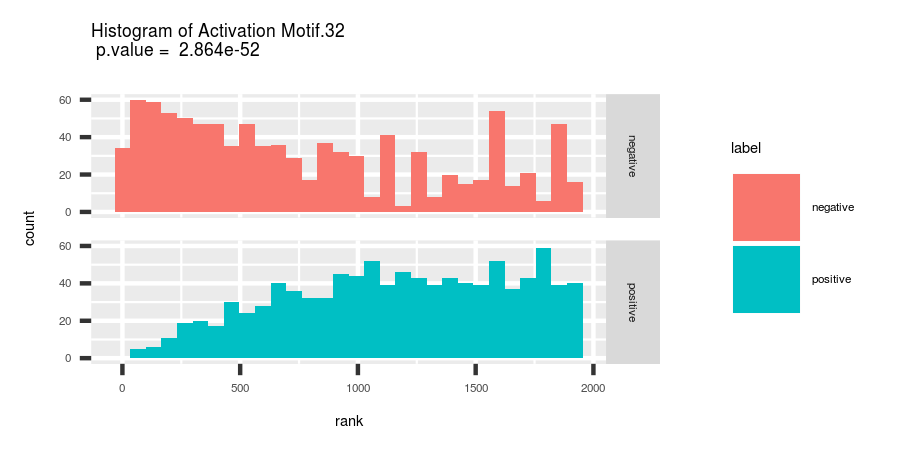 Histogram of Activation Motif.32
p.value = 2.864e-52
60
40
20
0
negative
60
40
20
0
positive
0 500 1000 1500 2000
rank
count
label
negative
positive